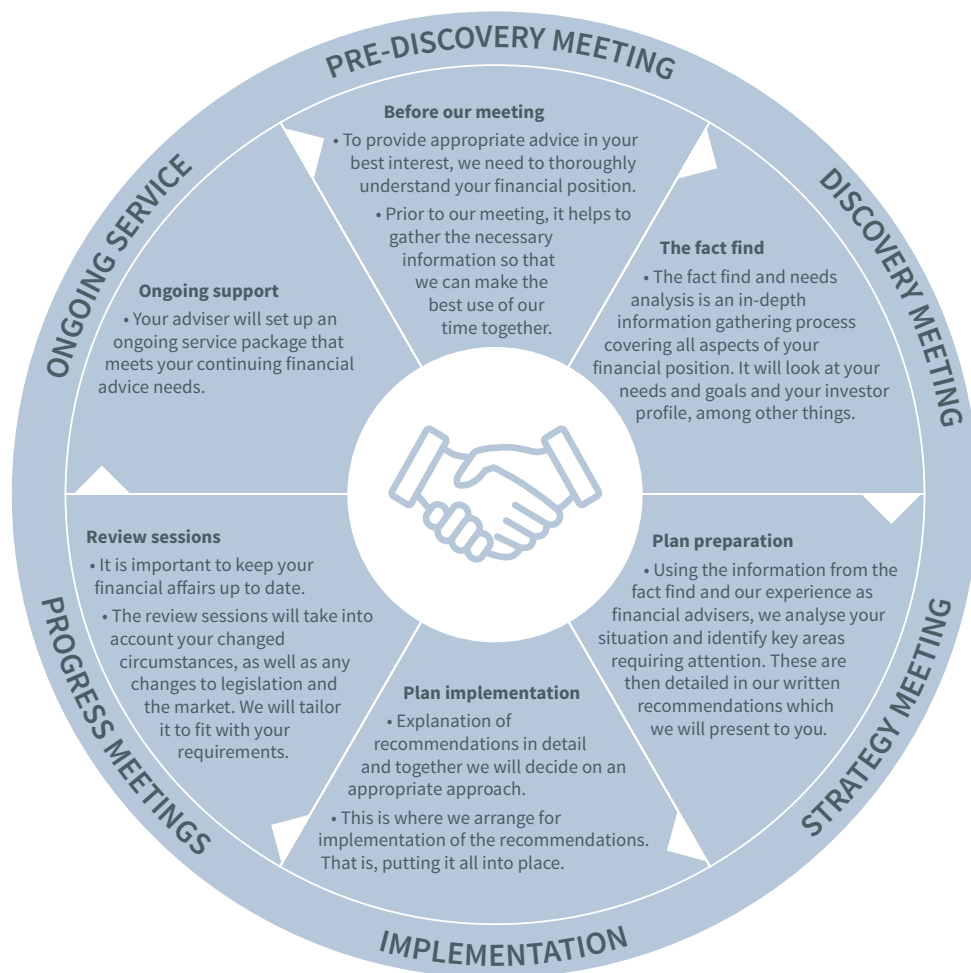 PRE-DISCOVERY MEETING
Before our meeting
• To provide appropriate advice in your
best interest, we need to thoroughly
understand your financial position.
• Prior to our meeting, it helps to
gather the necessary
information so that
we can make the
best use of our
time together.
DISCOVERY MEETING
The fact find
• The fact find and needs
analysis is an in-depth
information gathering process
covering all aspects of your
financial position. It will look at your
needs and goals and your investor
profile, among other things.
STRATEGY MEETING
Plan preparation
• Using the information from the
fact find and our experience as
financial advisers, we analyse your
situation and identify key areas
requiring attention. These are
then detailed in our written
recommendations which
we will present to you.
IMPLEMENTATION
Plan implementation
• Explanation of
recommendations in detail
and together we will decide on an
appropriate approach.
• This is where we arrange for
implementation of the recommendations.
That is, putting it all into place.
PROGRESS MEETINGS
Review sessions
• It is important to keep your
financial affairs up to date.
• The review sessions will take into
account your changed
circumstances, as well as any
changes to legislation and
the market. We will tailor
it to fit with your
requirements.
ONGOING SERVICE
Ongoing support
• Your adviser will set up an
ongoing service package that
meets your continuing financial
advice needs.